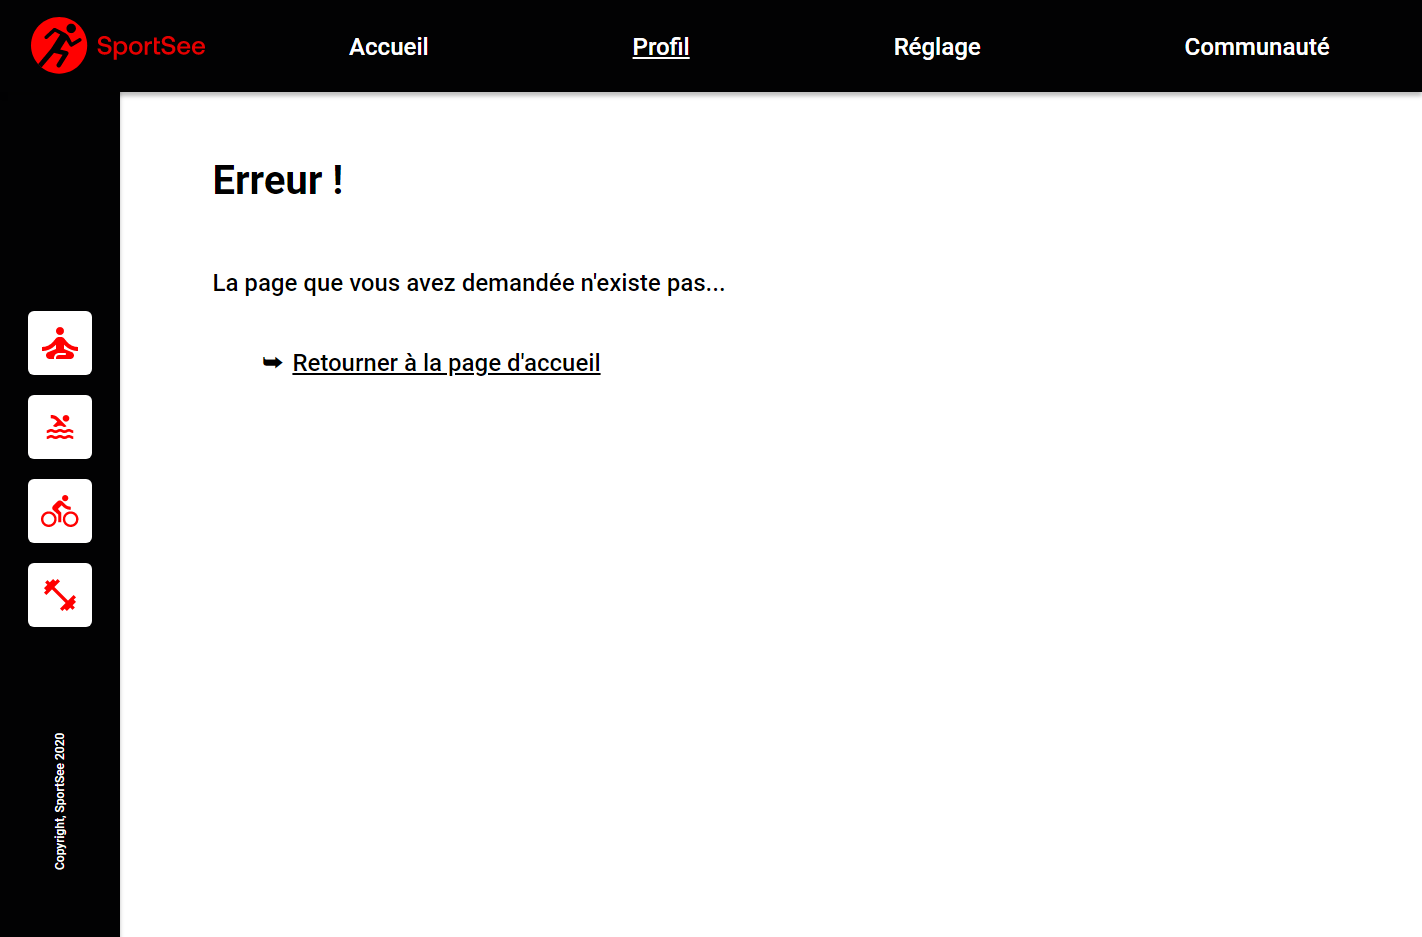 SportSee
Accueil
Profil
Réglage
Communauté
Erreur !
La page que vous avez demandée n'existe pas...
➥ Retourner à la page d'accueil
Copyright, SportSee 2020